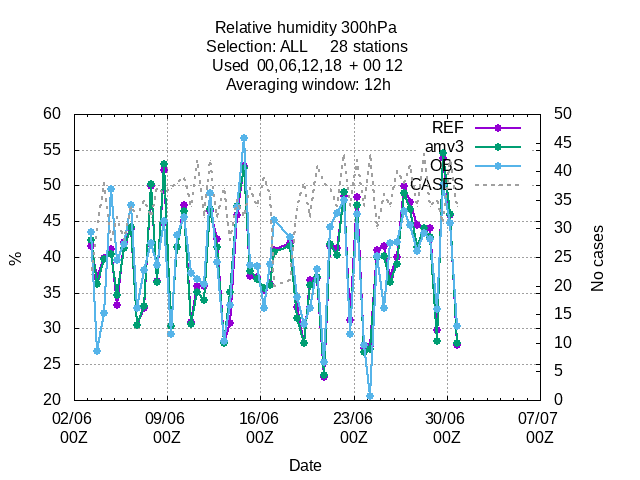 Relative humidity 300hPa
Selection: ALL 28 stations
Used 00,06,12,18 + 00 12
Averaging window: 12h
REF
amv3
OBS
CASES
60
55
50
45
40
35
30
25
20
50
45
40
35
30
25
20
15
10
5
0
%
No cases
02/06 09/06 16/06 23/06 30/06 07/07
00Z 00Z 00Z 00Z 00Z 00Z
Date